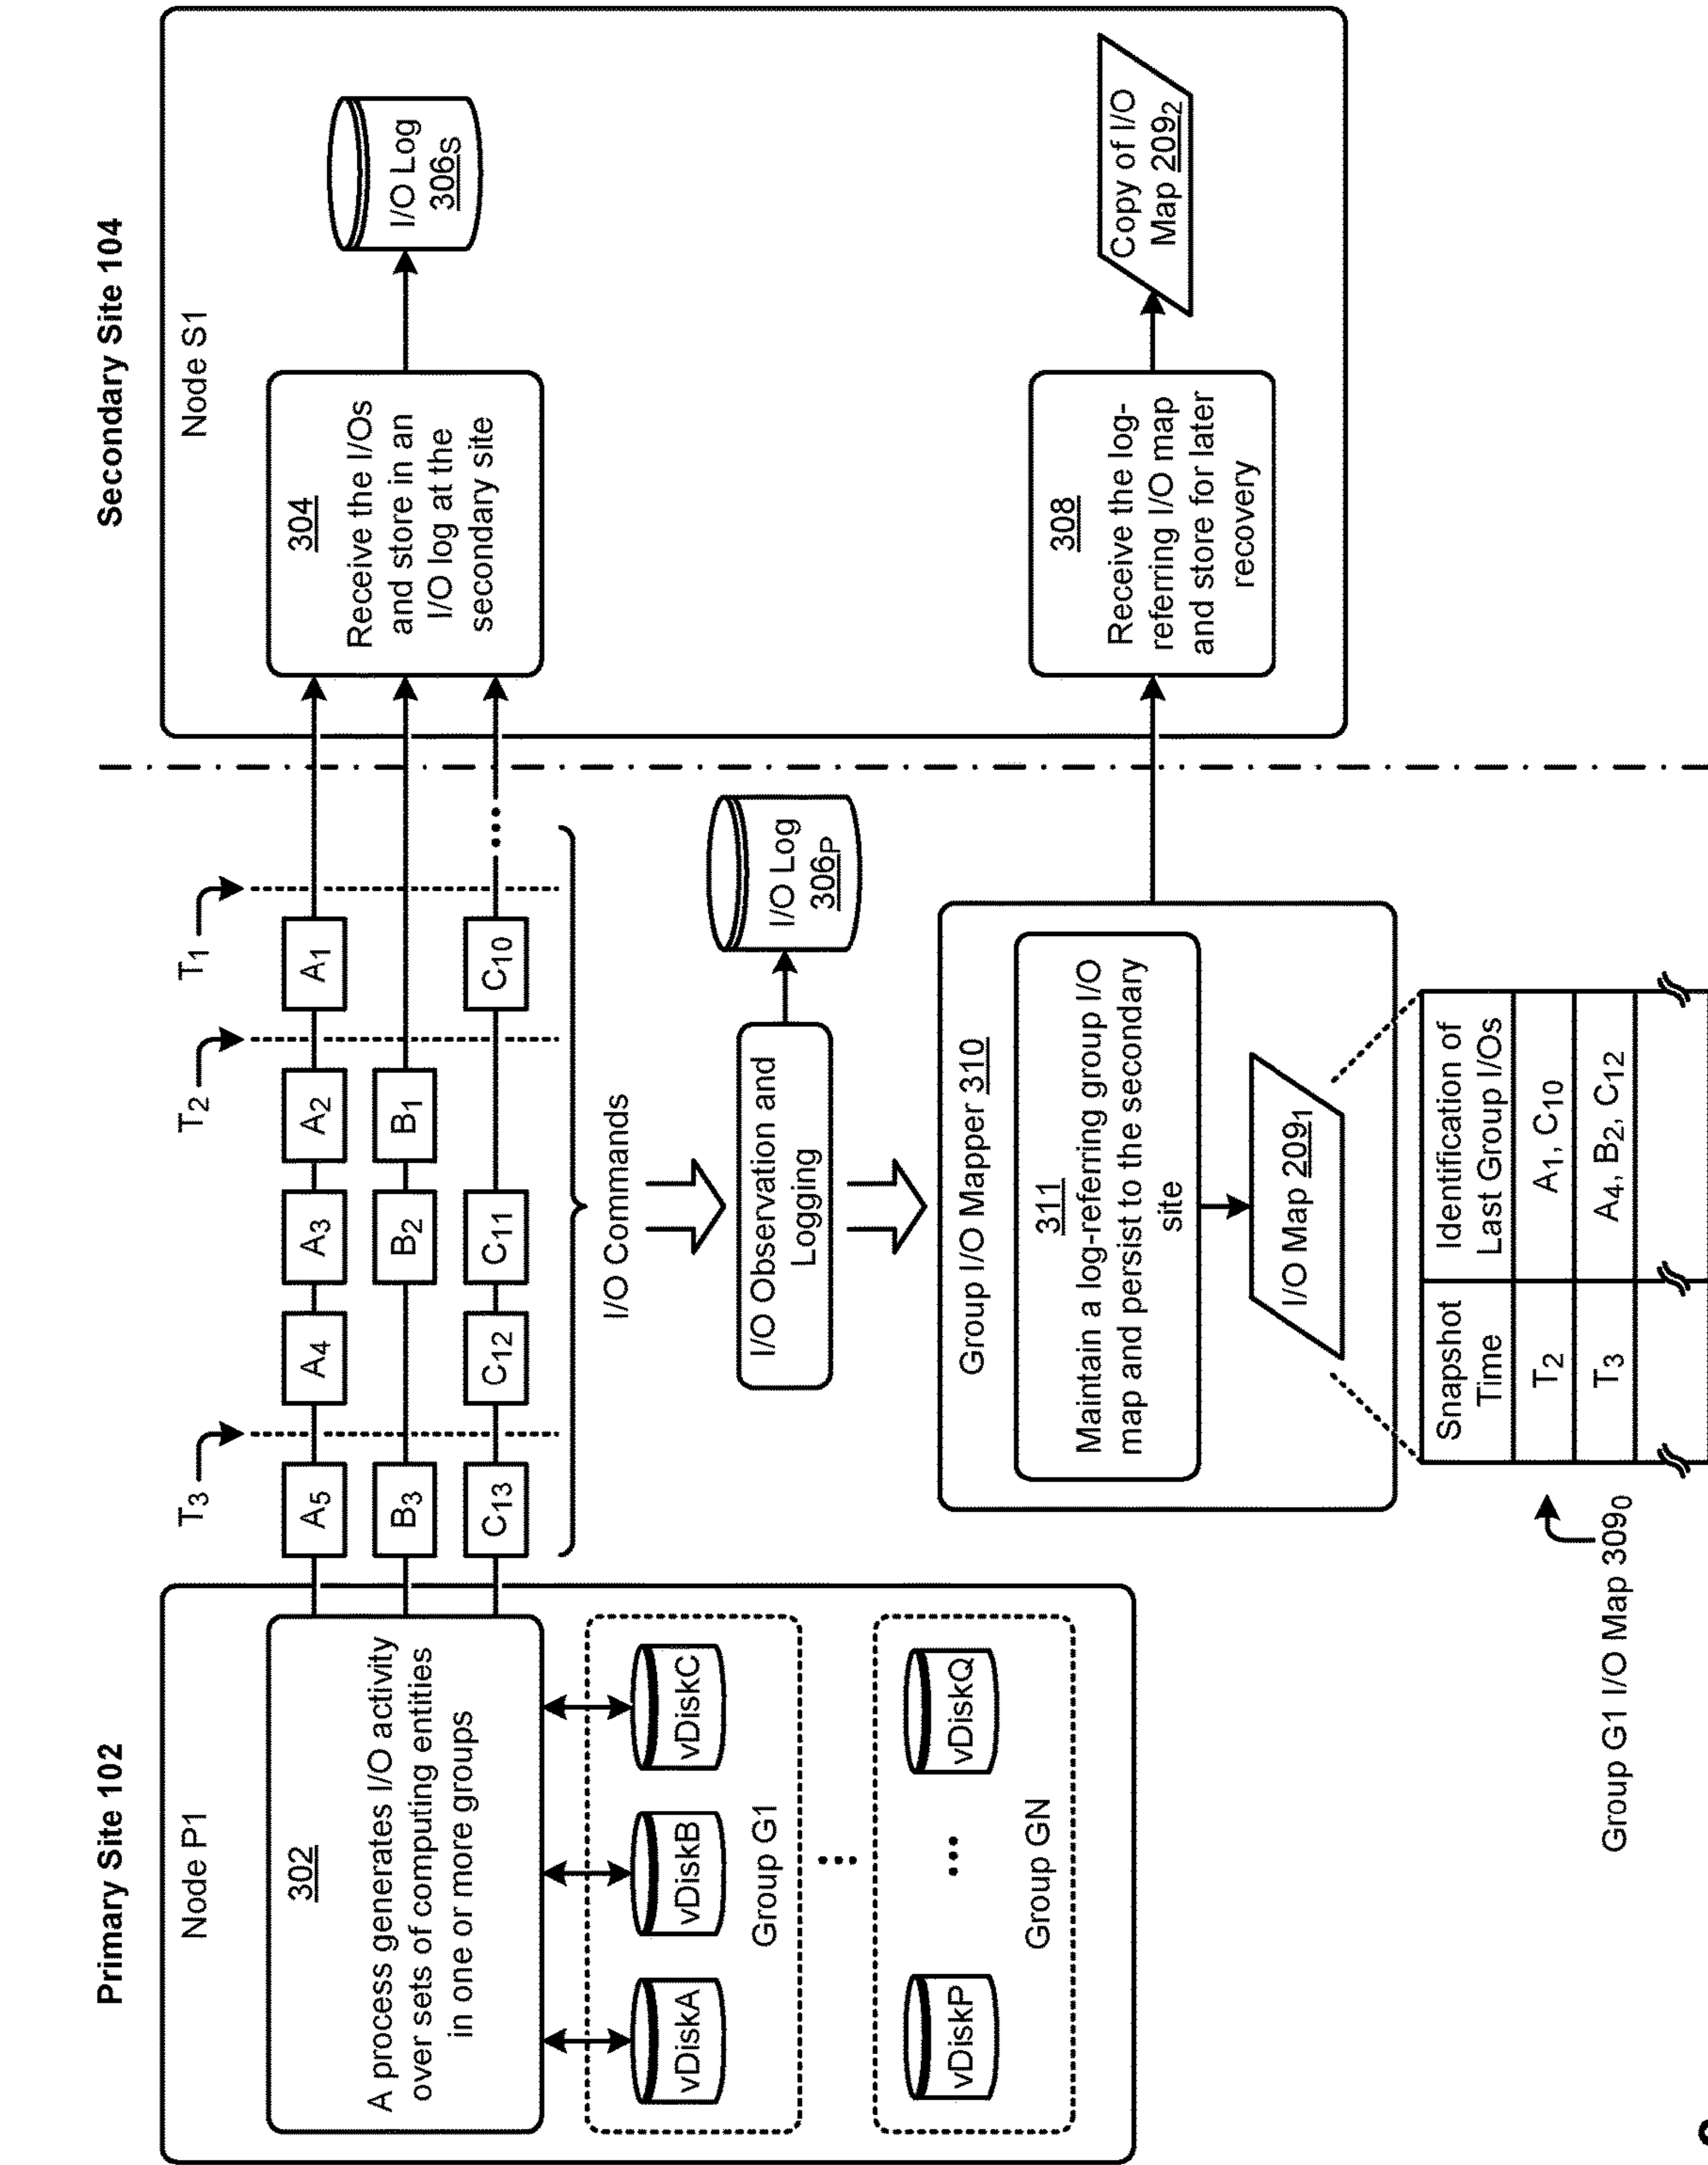 Primary Site 102
Secondary Site 104
Node P1
302
A process generates I/O activity
over sets of computing entities
in one or more groups
vDiskA
vDiskB
vDiskC
Group G1
vDiskP
...
vDiskQ
Group GN
T3
T2
T1
A5
A4
A3
A2
A1
B3
B2
B1
C13
C12
C11
C10
...
I/O Commands
I/O Observation and
Logging
I/O Log
306P
Group I/O Mapper 310
311
Maintain a log-referring group I/O
map and persist to the secondary
site
I/O Map 2091
Group G1 I/O Map 3090
Snapshot
Time
Identification of
Last Group I/Os
T2
A1, C10
T3
A4, B2, C12
Node S1
304
Receive the I/Os
and store in an
I/O log at the
secondary site
I/O Log
306S
308
Receive the log-
referring I/O map
and store for later
recovery
Copy of I/O
Map 2092